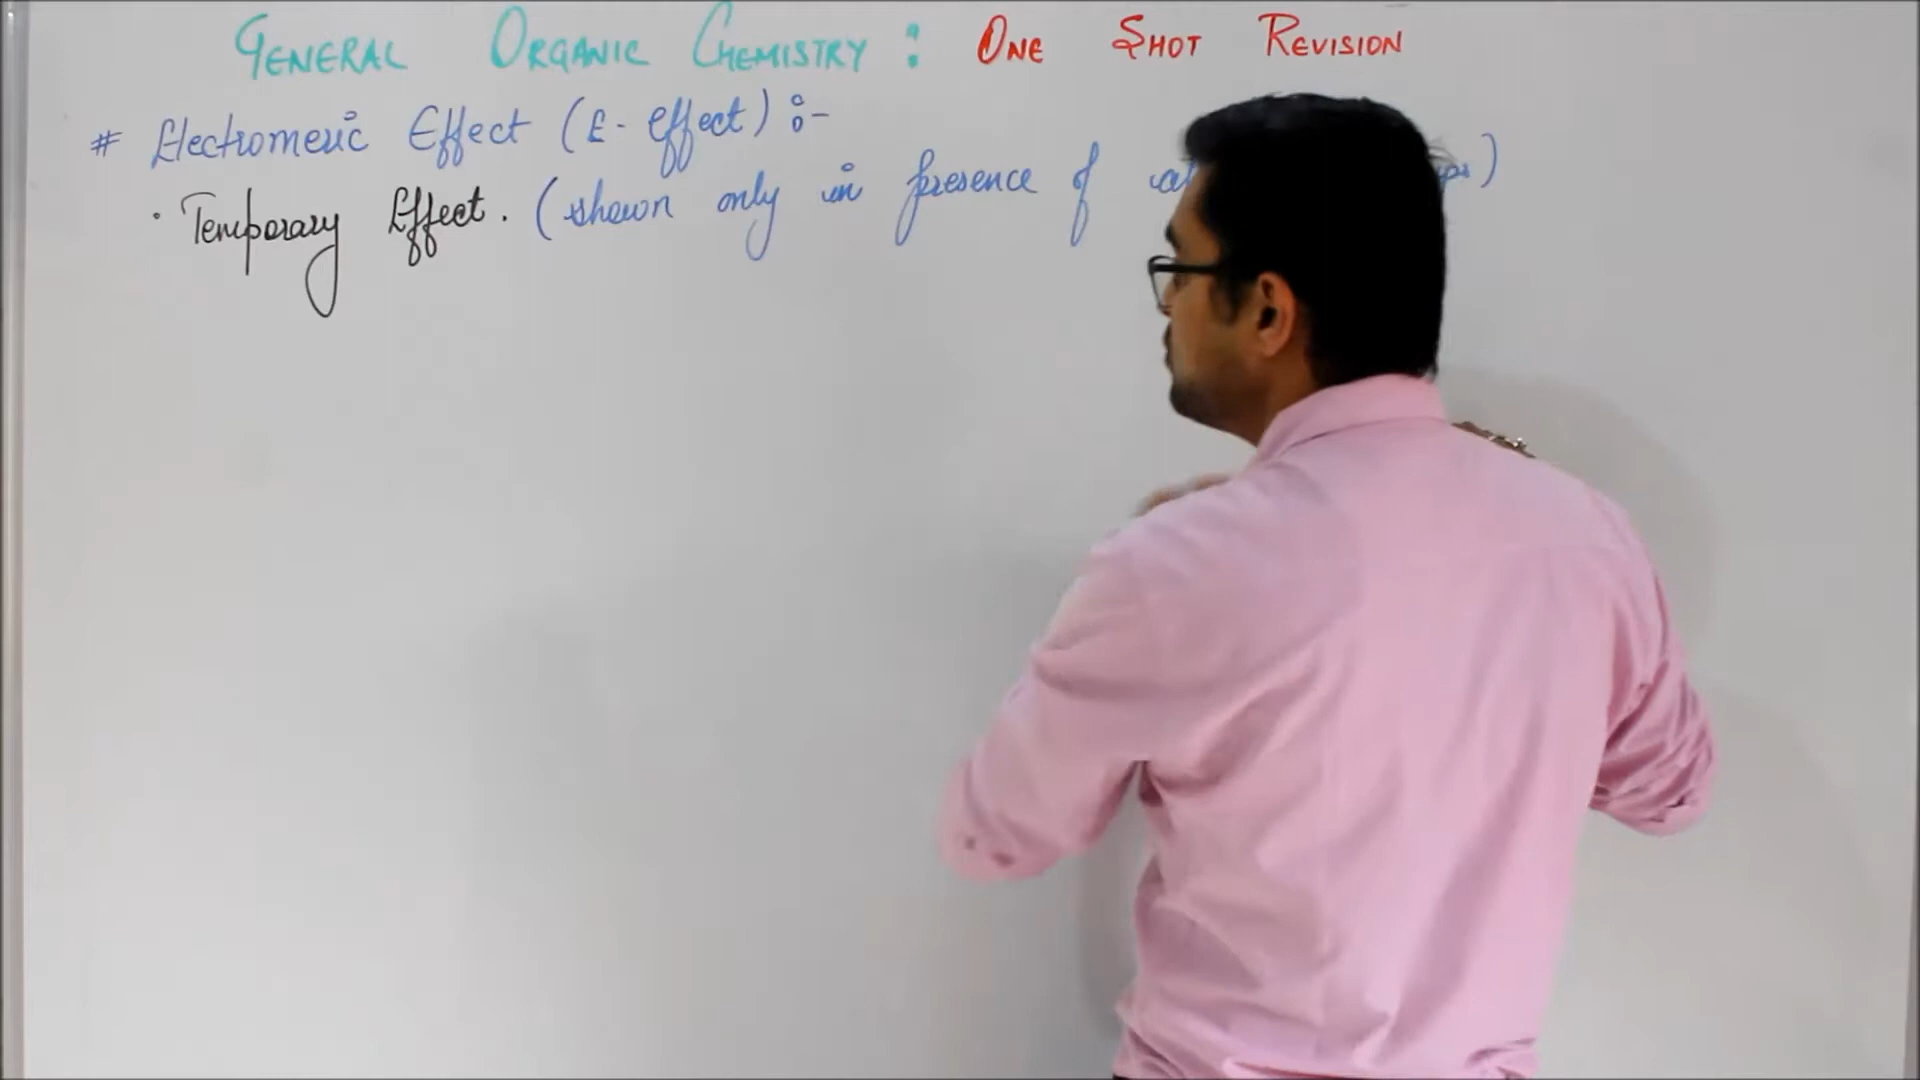 GENERAL ORGANIC CHEMISTRY : ONE SHOT REVISION
# Electromeric Effect (E- effect) :-
· Temporary Effect. (shown only in presence of